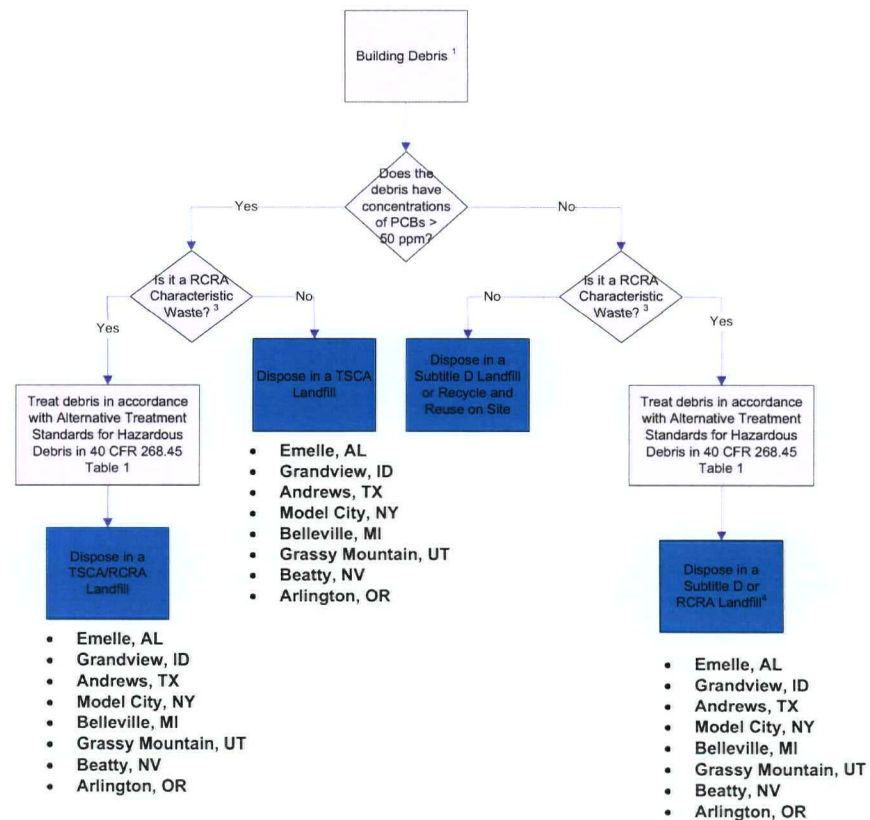 Building Debris 1
Does the
debris have
concentrations
of PCBs >
50 ppm?
Yes
No
Is it a RCRA
Characteristic
Waste? 3
No
Yes
Is it a RCRA
Characteristic
Waste? 3
No
Yes
Treat debris in accordance
with Alternative Treatment
Standards for Hazardous
Debris in 40 CFR 268.45
Table 1
Dispose in a TSCA
Landfill
Dispose in a
Subtitle D Landfill
or Recycle and
Reuse on Site
Treat debris in accordance
with Alternative Treatment
Standards for Hazardous
Debris in 40 CFR 268.45
Table 1
• Emelle, AL
• Grandview, ID
• Andrews, TX
• Model City, NY
• Belleville, MI
• Grassy Mountain, UT
• Beatty, NV
• Arlington, OR
Dispose in a
TSCA/RCRA
Landfill
• Emelle, AL
• Grandview, ID
• Andrews, TX
• Model City, NY
• Belleville, MI
• Grassy Mountain, UT
• Beatty, NV
• Arlington, OR
Dispose in a
Subtitle D or
RCRA Landfill4
• Emelle, AL
• Grandview, ID
• Andrews, TX
• Model City, NY
• Belleville, MI
• Grassy Mountain, UT
• Beatty, NV
• Arlington, OR